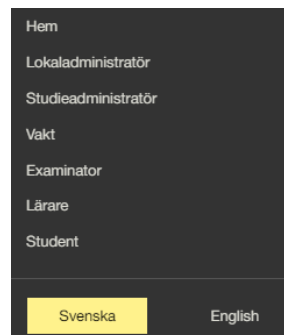 Hem
Lokaladministratör
Studieadministratör
Vakt
Examinator
Lärare
Student
Svenska English